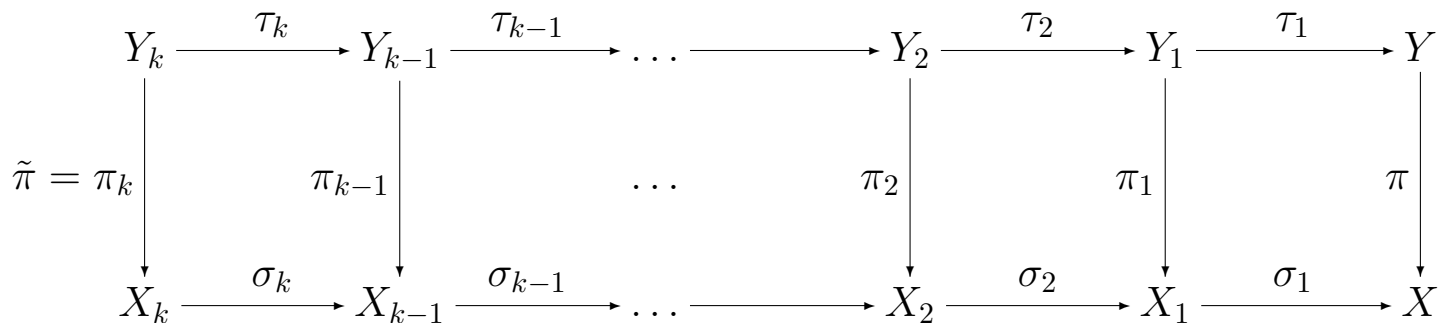 τ_k τ_{k−1} τ_2 τ_1
Y_k Y_{k−1} … Y_2 Y_1 Y
π̃ = π_k π_{k−1} … π_2 π_1 π
σ_k σ_{k−1} σ_2 σ_1
X_k X_{k−1} … X_2 X_1 X